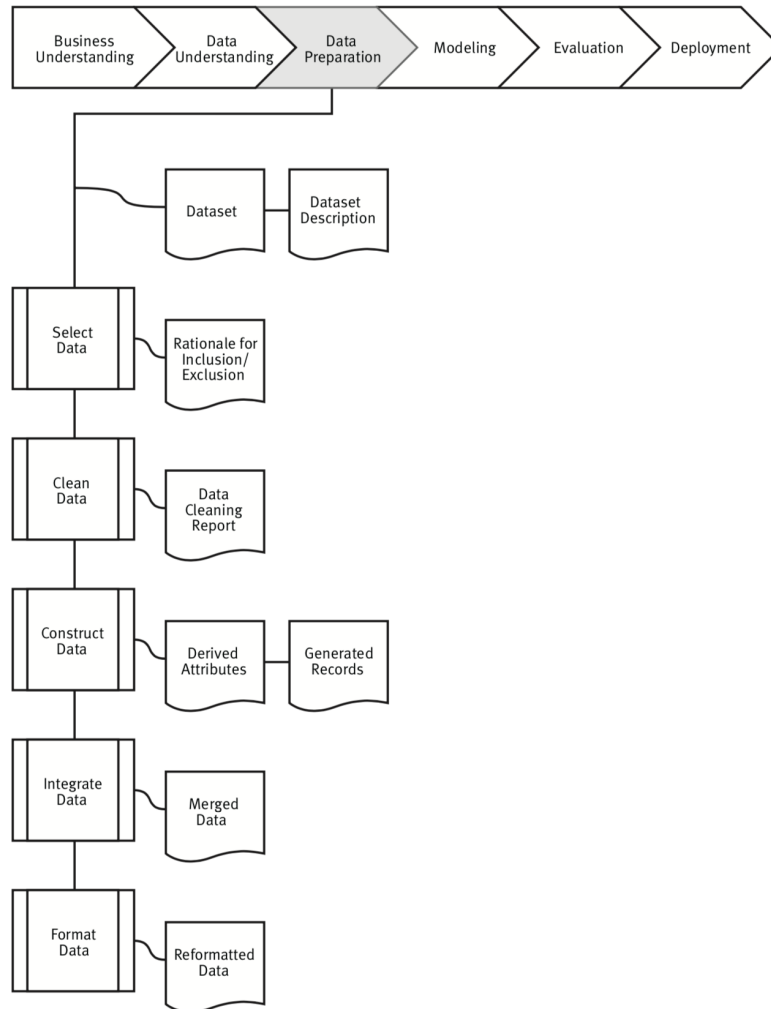 Business
Understanding
Data
Understanding
Data
Preparation
Modeling
Evaluation
Deployment
Dataset
Dataset
Description
Select
Data
Rationale for
Inclusion/
Exclusion
Clean
Data
Data
Cleaning
Report
Construct
Data
Derived
Attributes
Generated
Records
Integrate
Data
Merged
Data
Format
Data
Reformatted
Data